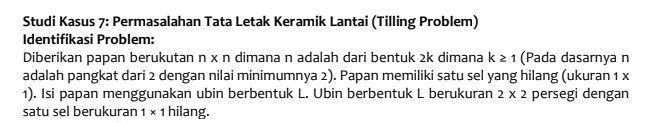 Studi Kasus 7: Permasalahan Tata Letak Keramik Lantai (Tilling Problem)
Identifikasi Problem:
Diberikan papan berukutan n x n dimana n adalah dari bentuk 2k dimana k ≥ 1 (Pada dasarnya n
adalah pangkat dari 2 dengan nilai minimumnya 2). Papan memiliki satu sel yang hilang (ukuran 1 x
1). Isi papan menggunakan ubin berbentuk L. Ubin berbentuk L berukuran 2 x 2 persegi dengan
satu sel berukuran 1 × 1 hilang.